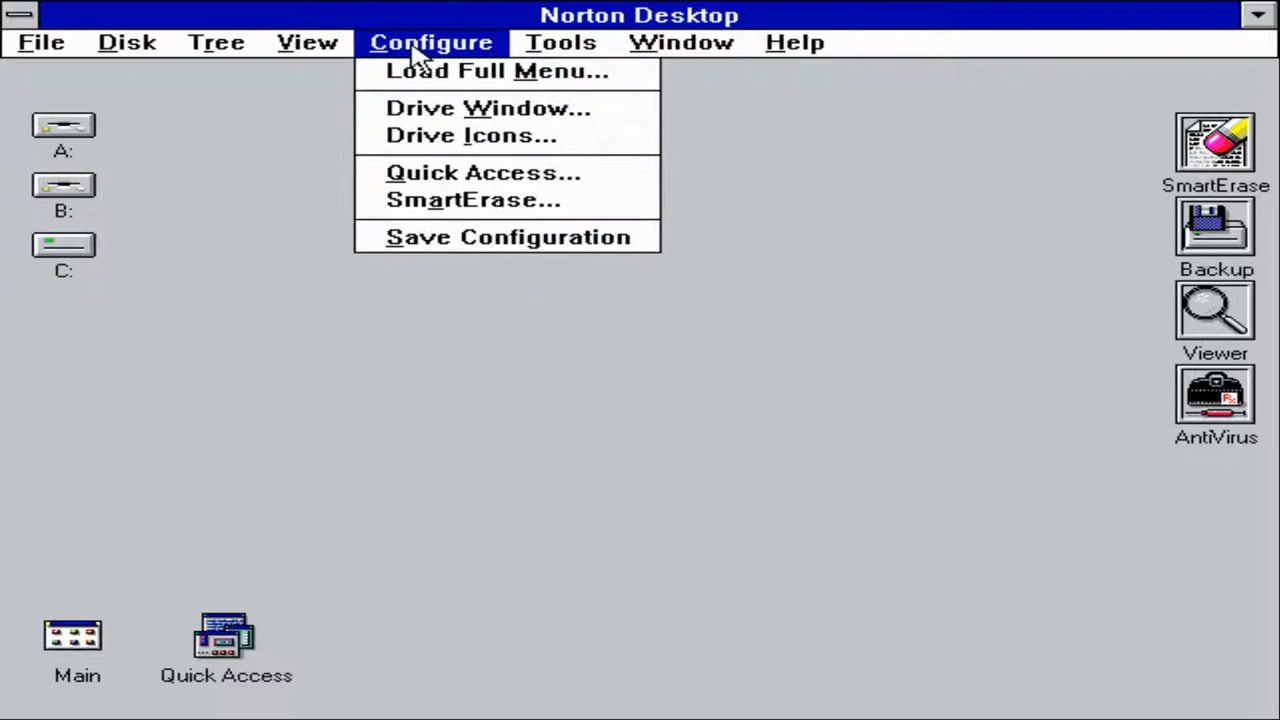 Norton Desktop
File Disk Tree View Configure Tools Window Help
Load Full Menu...
Drive Window...
Drive Icons...
Quick Access...
SmartErase...
Save Configuration
A:
B:
C:
SmartErase
Backup
Viewer
Rx
AntiVirus
Main
Quick Access